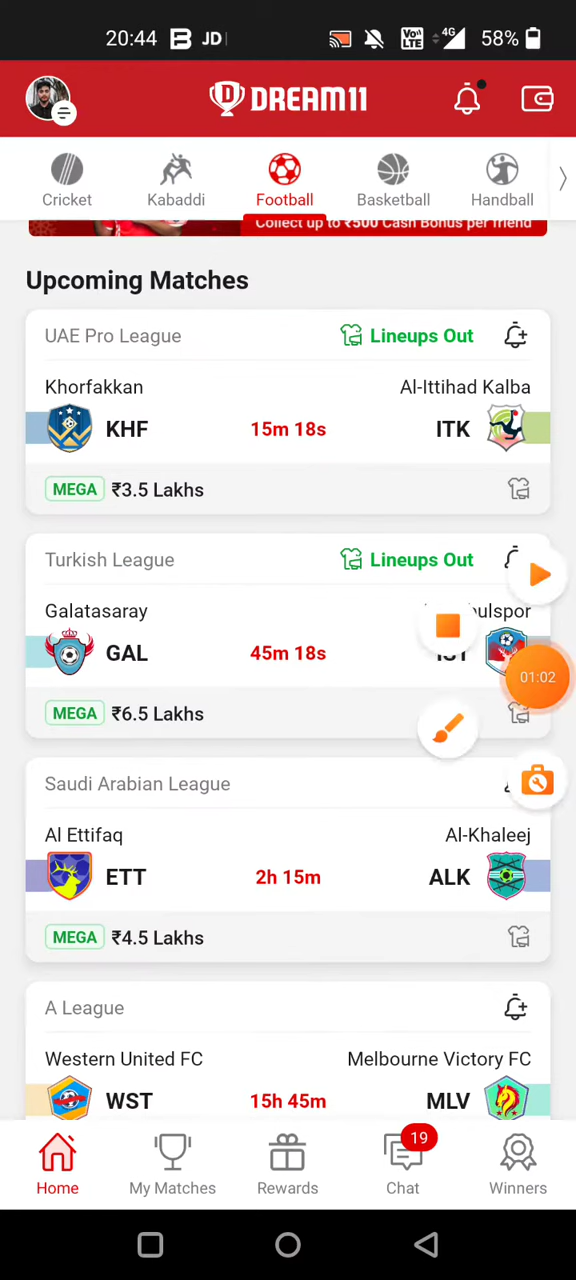 20:44 JD VoLTE 4G 58%
DREAM11
Cricket Kabaddi Football Basketball Handball
Collect up to ₹500 Cash Bonus per friend
Upcoming Matches
UAE Pro League Lineups Out
Khorfakkan Al-Ittihad Kalba
KHF 15m 18s ITK
MEGA ₹3.5 Lakhs
Turkish League Lineups Out
Galatasaray
GAL 45m 18s
01:02
MEGA ₹6.5 Lakhs
Saudi Arabian League
Al Ettifaq Al-Khaleej
ETT 2h 15m ALK
MEGA ₹4.5 Lakhs
A League
Western United FC Melbourne Victory FC
WST 15h 45m MLV
19
Home My Matches Rewards Chat Winners